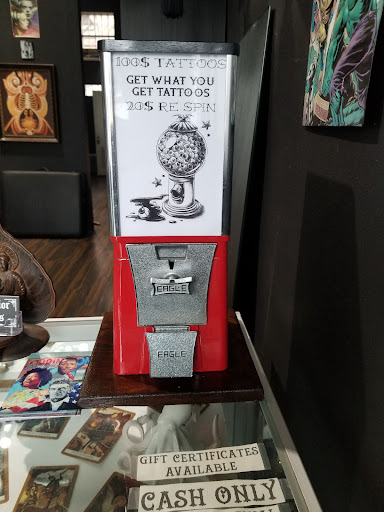 100$ TATTOOS
GET WHAT YOU
GET TATTOOS
20$ RE SPIN
EAGLE
EAGLE
GIFT CERTIFICATES
AVAILABLE
CASH ONLY